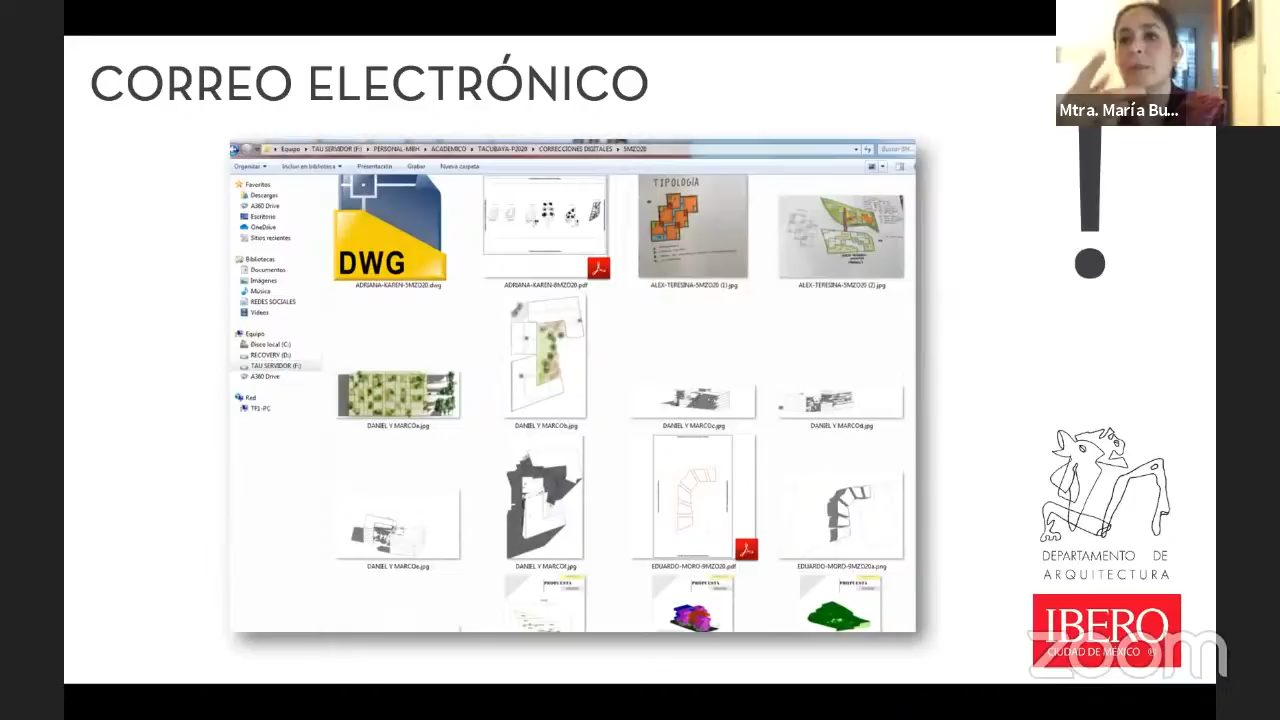 CORREO ELECTRÓNICO
Mtra. María Bu...
Equipo ▸ TAU SERVIDOR (F:) ▸ PERSONAL-MBH ▸ ACADEMICO ▸ TACUBAYA-P2020 ▸ CORRECCIONES DIGITALES ▸ 5MZO20
Organizar Incluir en biblioteca Presentación Grabar Nueva carpeta
Favoritos
Descargas
A360 Drive
Escritorio
OneDrive
Sitios recientes
Bibliotecas
Documentos
Imágenes
Música
REDES SOCIALES
Vídeos
Equipo
Disco local (C:)
RECOVERY (D:)
TAU SERVIDOR (F:)
A360 Drive
Red
TF1-PC
DWG
TIPOLOGÍA
ADRIANA-KAREN-5MZO20.dwg
ADRIANA-KAREN-8MZO20.pdf
ALEX-TERESINA-5MZO20 (1).jpg
ALEX-TERESINA-5MZO20 (2).jpg
DANIEL Y MARCOa.jpg
DANIEL Y MARCOb.jpg
DANIEL Y MARCOc.jpg
DANIEL Y MARCOd.jpg
DANIEL Y MARCOe.jpg
DANIEL Y MARCOf.jpg
EDUARDO-MORO-9MZO20.pdf
EDUARDO-MORO-9MZO20a.png
PROPUESTA
PROPUESTA
PROPUESTA
!
DEPARTAMENTO DE
ARQUITECTURA
IBERO
CIUDAD DE MÉXICO ®
zoom